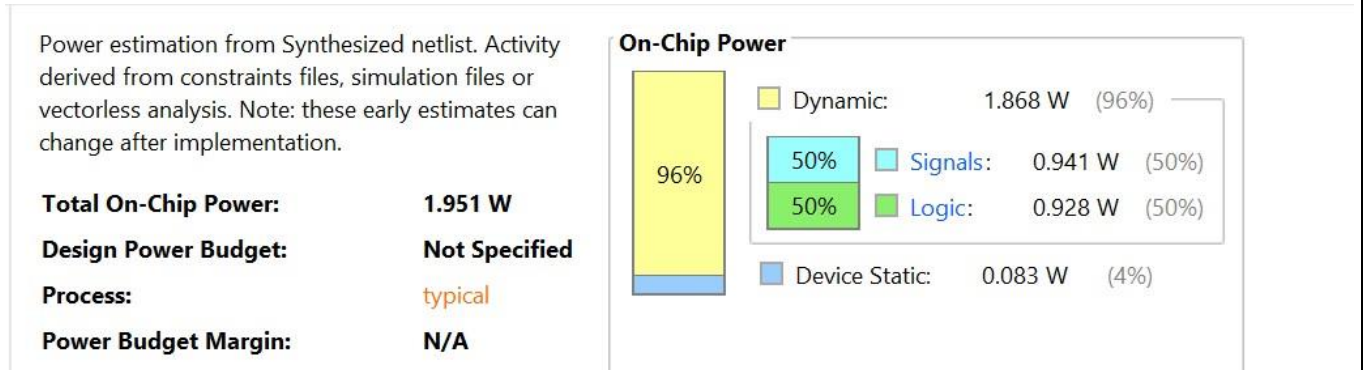 Power estimation from Synthesized netlist. Activity
derived from constraints files, simulation files or
vectorless analysis. Note: these early estimates can
change after implementation.
Total On-Chip Power: 1.951 W
Design Power Budget: Not Specified
Process: typical
Power Budget Margin: N/A
On-Chip Power
96%
Dynamic: 1.868 W (96%)
50% Signals: 0.941 W (50%)
50% Logic: 0.928 W (50%)
Device Static: 0.083 W (4%)